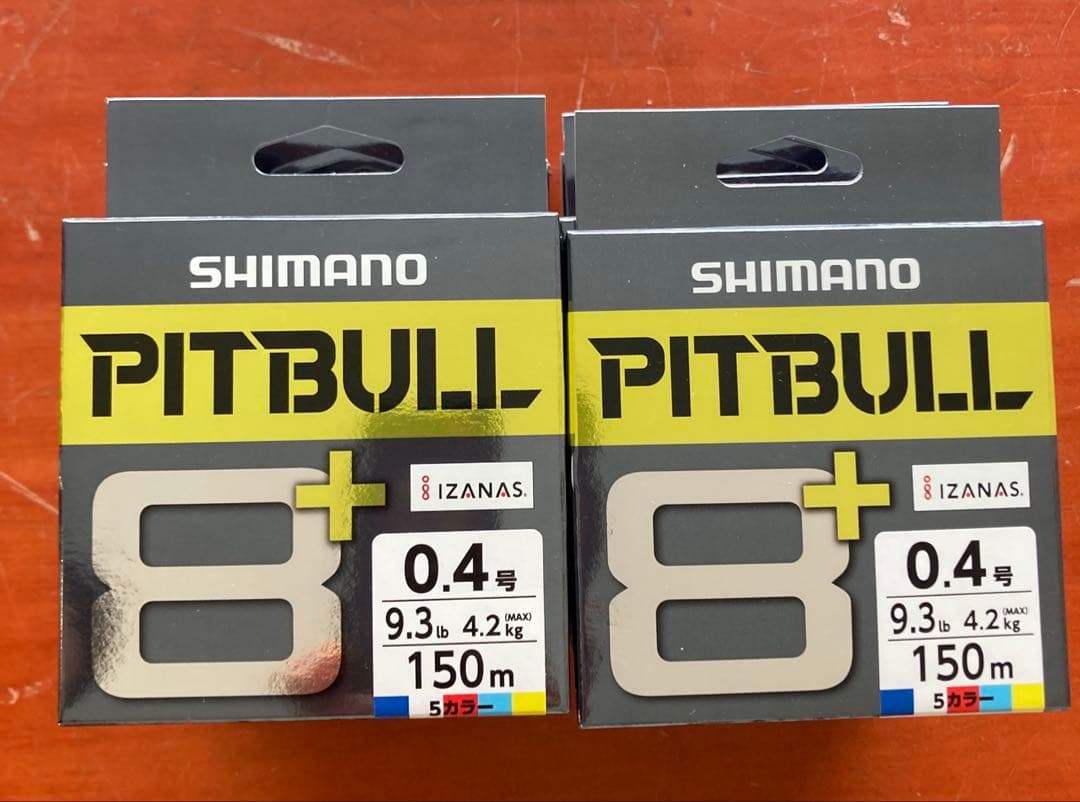 SHIMANO
PITBULL
8+
IZANAS®
0.4号
9.3lb 4.2kg (MAX)
150m
5カラー
SHIMANO
PITBULL
8+
IZANAS®
0.4号
9.3lb 4.2kg (MAX)
150m
5カラー